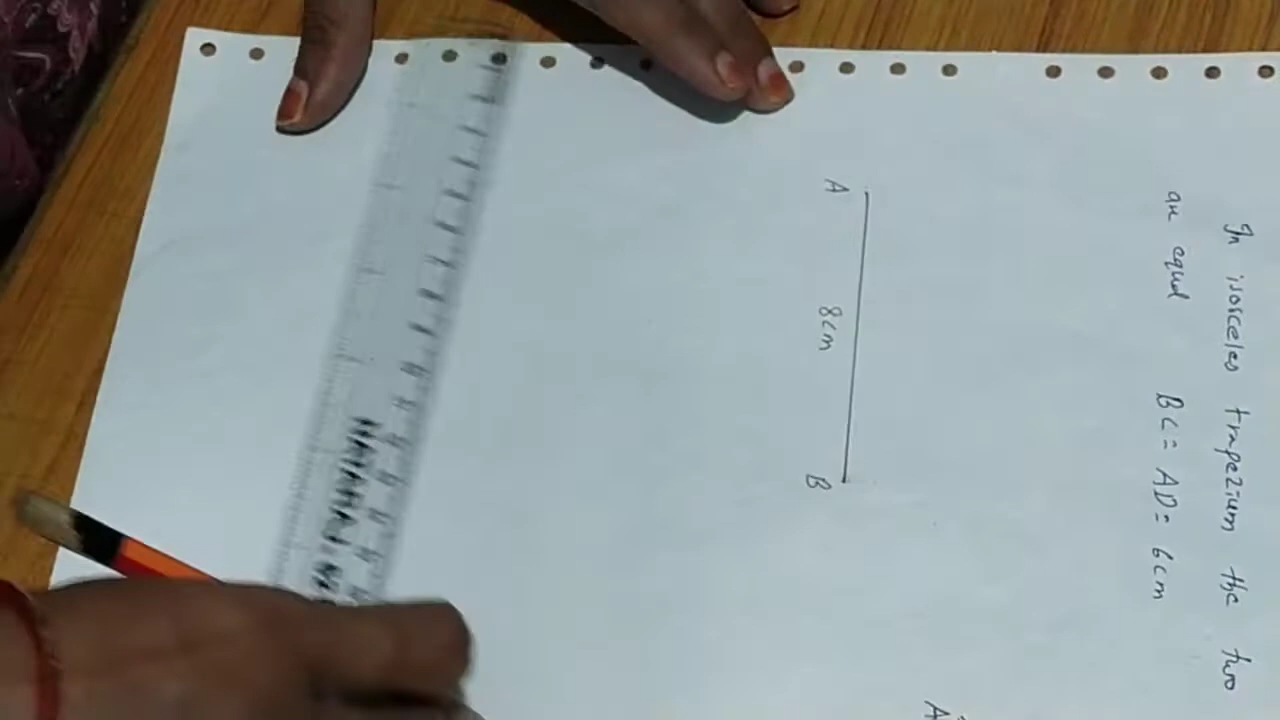 In isosceles trapezium the two
are equal BC = AD = 6cm
A
8cm
B
A